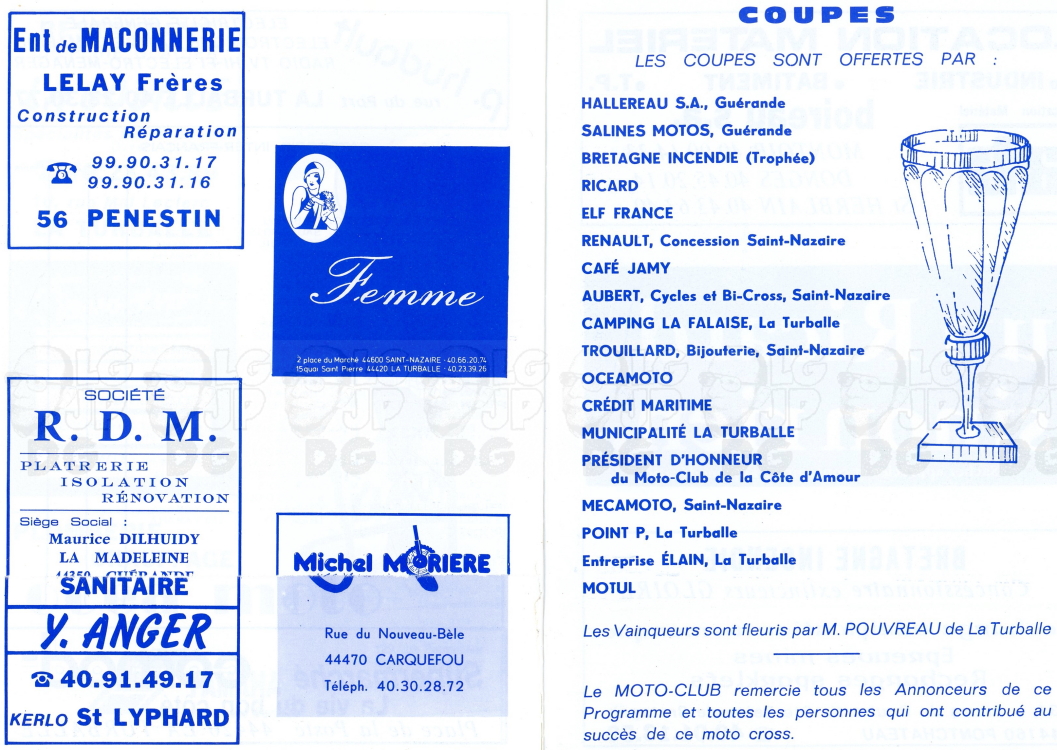 Ent de MACONNERIE
LELAY Frères
Construction
Réparation
99.90.31.17
99.90.31.16
56 PENESTIN
Femme
2 place du Marché 44600 SAINT-NAZAIRE - 40.66.20.74
15 quai Saint Pierre 44420 LA TURBALLE - 40.23.39.26
SOCIÉTÉ
R. D. M.
PLATRERIE
ISOLATION
RÉNOVATION
Siège Social :
Maurice DILHUIDY
LA MADELEINE
SANITAIRE
Y. ANGER
40.91.49.17
KERLO St LYPHARD
Michel MORIERE
Rue du Nouveau-Bèle
44470 CARQUEFOU
Téléph. 40.30.28.72
COUPES
LES COUPES SONT OFFERTES PAR :
HALLEREAU S.A., Guérande
SALINES MOTOS, Guérande
BRETAGNE INCENDIE (Trophée)
RICARD
ELF FRANCE
RENAULT, Concession Saint-Nazaire
CAFÉ JAMY
AUBERT, Cycles et Bi-Cross, Saint-Nazaire
CAMPING LA FALAISE, La Turballe
TROUILLARD, Bijouterie, Saint-Nazaire
OCEAMOTO
CRÉDIT MARITIME
MUNICIPALITÉ LA TURBALLE
PRÉSIDENT D'HONNEUR
du Moto-Club de la Côte d'Amour
MECAMOTO, Saint-Nazaire
POINT P, La Turballe
Entreprise ÉLAIN, La Turballe
MOTUL
Les Vainqueurs sont fleuris par M. POUVREAU de La Turballe
Le MOTO-CLUB remercie tous les Annonceurs de ce
Programme et toutes les personnes qui ont contribué au
succès de ce moto cross.